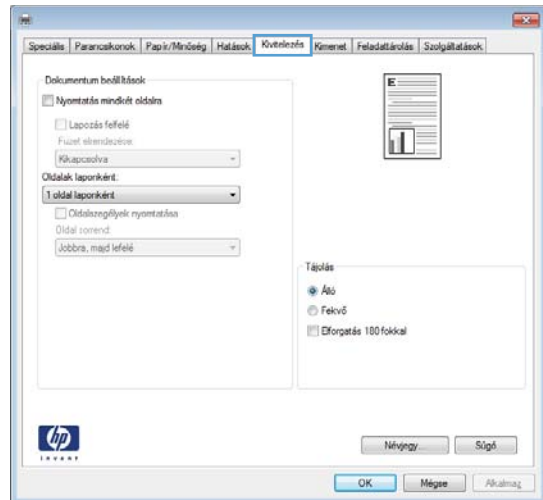 Speciális Parancsikonok Papír/Minőség Hatások Kivitelezés Kimenet Feladattárolás Szolgáltatások
Dokumentum beállítások
Nyomtatás mindkét oldalra
Lapozás felfelé
Füzet elrendezése:
Kikapcsolva
Oldalak laponként:
1 oldal laponként
Oldalszegélyek nyomtatása
Oldal sorrend:
Jobbra, majd lefelé
E
Tájolás
Álló
Fekvő
Elforgatás 180 fokkal
hp
invent
Névjegy... Súgó
OK Mégse Alkalmaz